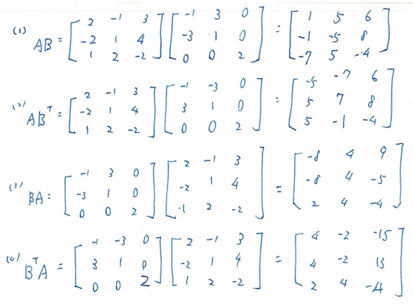 (1) AB = [ 2 -1 3 ; -2 1 4 ; 1 2 -2 ] [ -1 3 0 ; -3 1 0 ; 0 0 2 ] = [ 1 5 6 ; -1 -5 8 ; -7 5 -4 ]
(2) AB^T = [ 2 -1 3 ; -2 1 4 ; 1 2 -2 ] [ -1 -3 0 ; 3 1 0 ; 0 0 2 ] = [ -5 -7 6 ; 5 7 8 ; 5 -1 -4 ]
(3) BA = [ -1 3 0 ; -3 1 0 ; 0 0 2 ] [ 2 -1 3 ; -2 1 4 ; 1 2 -2 ] = [ -8 4 9 ; -8 4 -5 ; 2 4 -4 ]
(4) B^T A = [ -1 -3 0 ; 3 1 0 ; 0 0 2 ] [ 2 -1 3 ; -2 1 4 ; 1 2 -2 ] = [ 4 -2 -15 ; 4 -2 13 ; 2 4 -4 ]